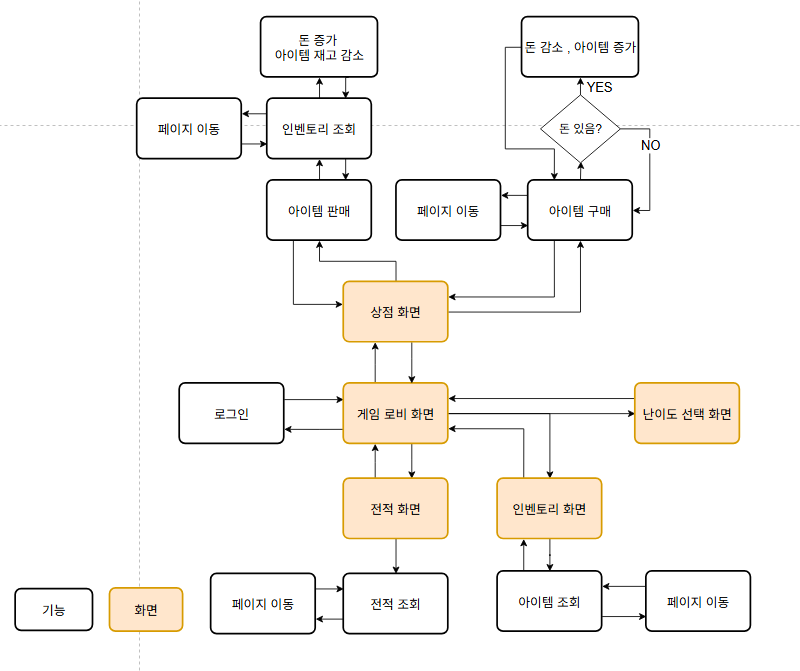 돈 증가
아이템 재고 감소
돈 감소 , 아이템 증가
YES
페이지 이동
인벤토리 조회
돈 있음?
NO
아이템 판매
페이지 이동
아이템 구매
상점 화면
로그인
게임 로비 화면
난이도 선택 화면
전적 화면
인벤토리 화면
기능
화면
페이지 이동
전적 조회
아이템 조회
페이지 이동